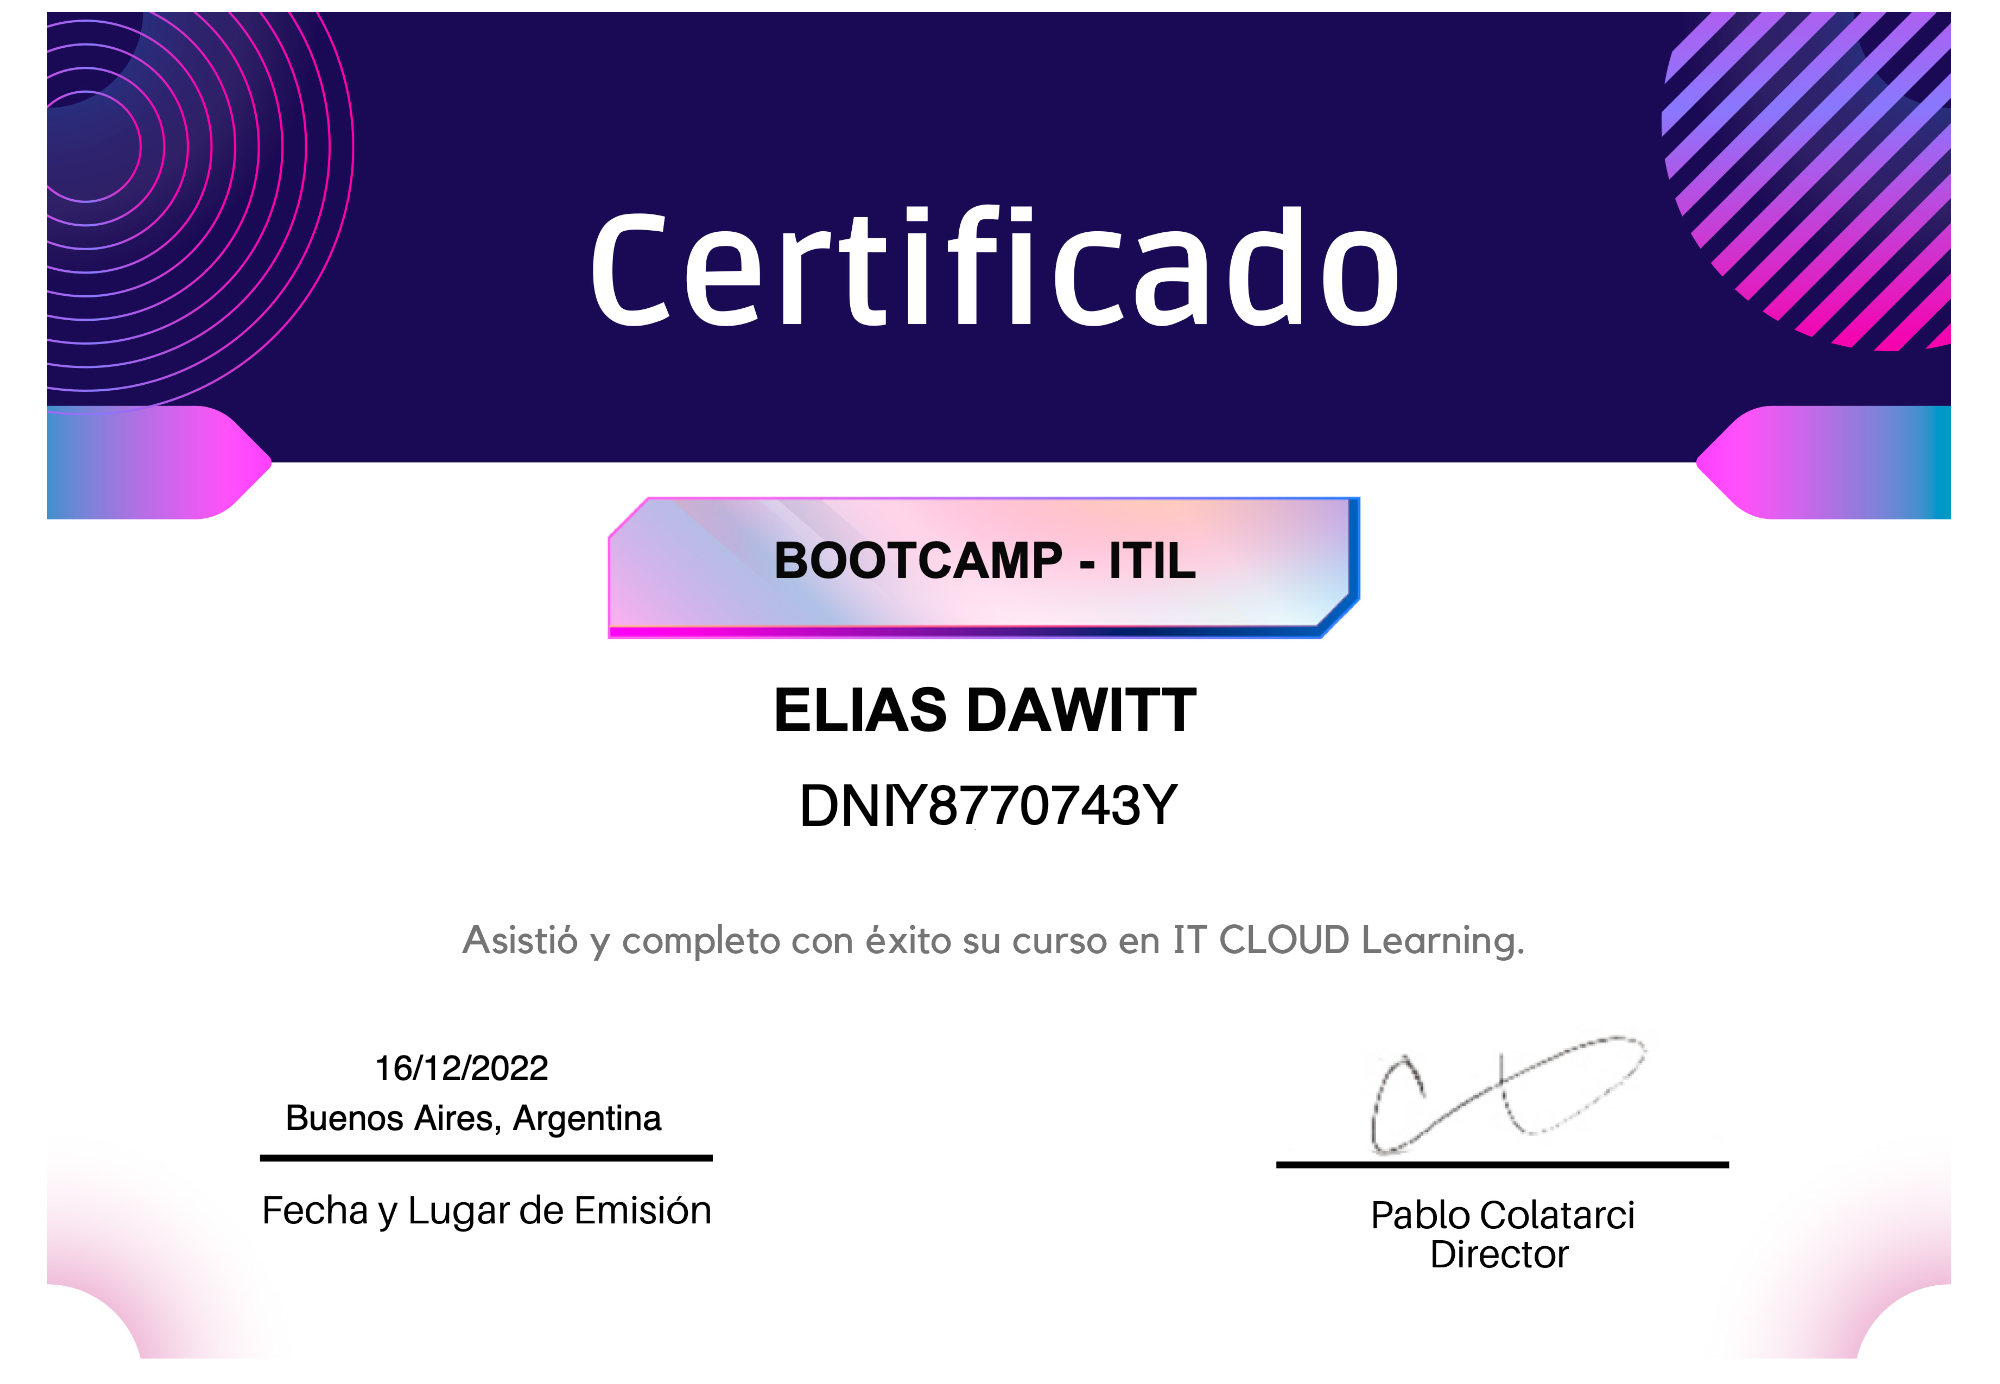 Certificado
BOOTCAMP - ITIL
ELIAS DAWITT
DNIY8770743Y
Asistió y completo con éxito su curso en IT CLOUD Learning.
16/12/2022
Buenos Aires, Argentina
Fecha y Lugar de Emisión
Pablo Colatarci
Director